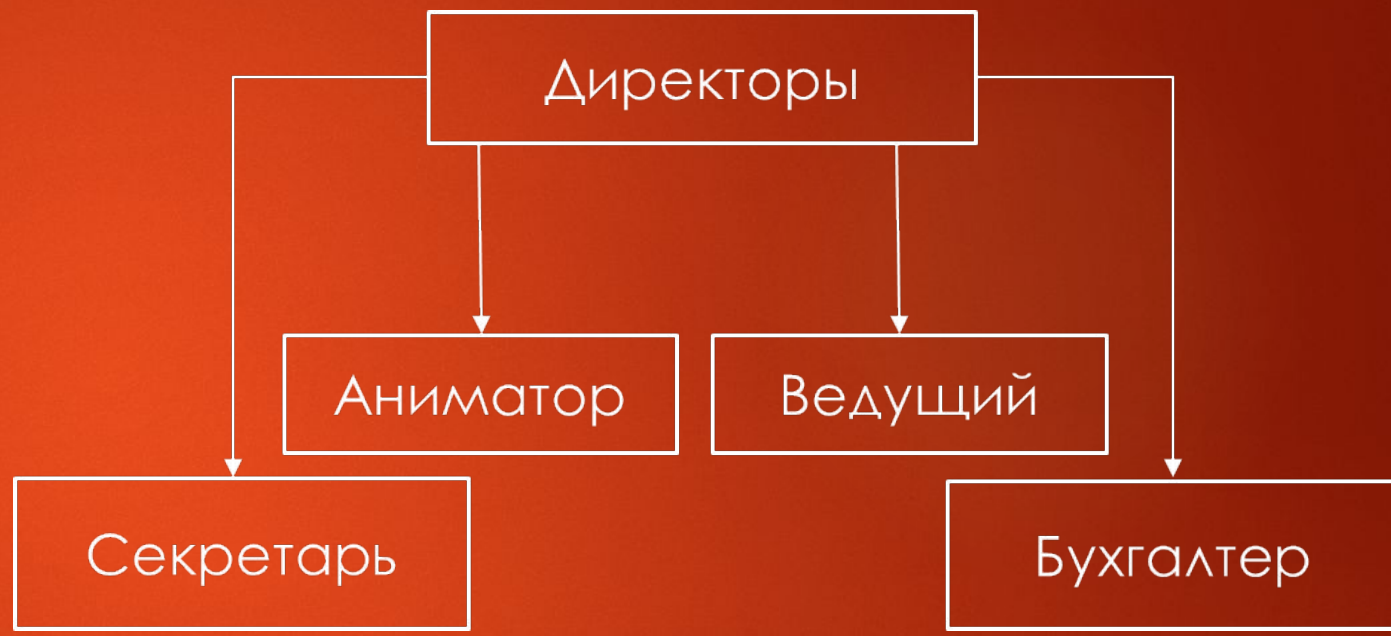 Директоры
Аниматор
Ведущий
Секретарь
Бухгалтер